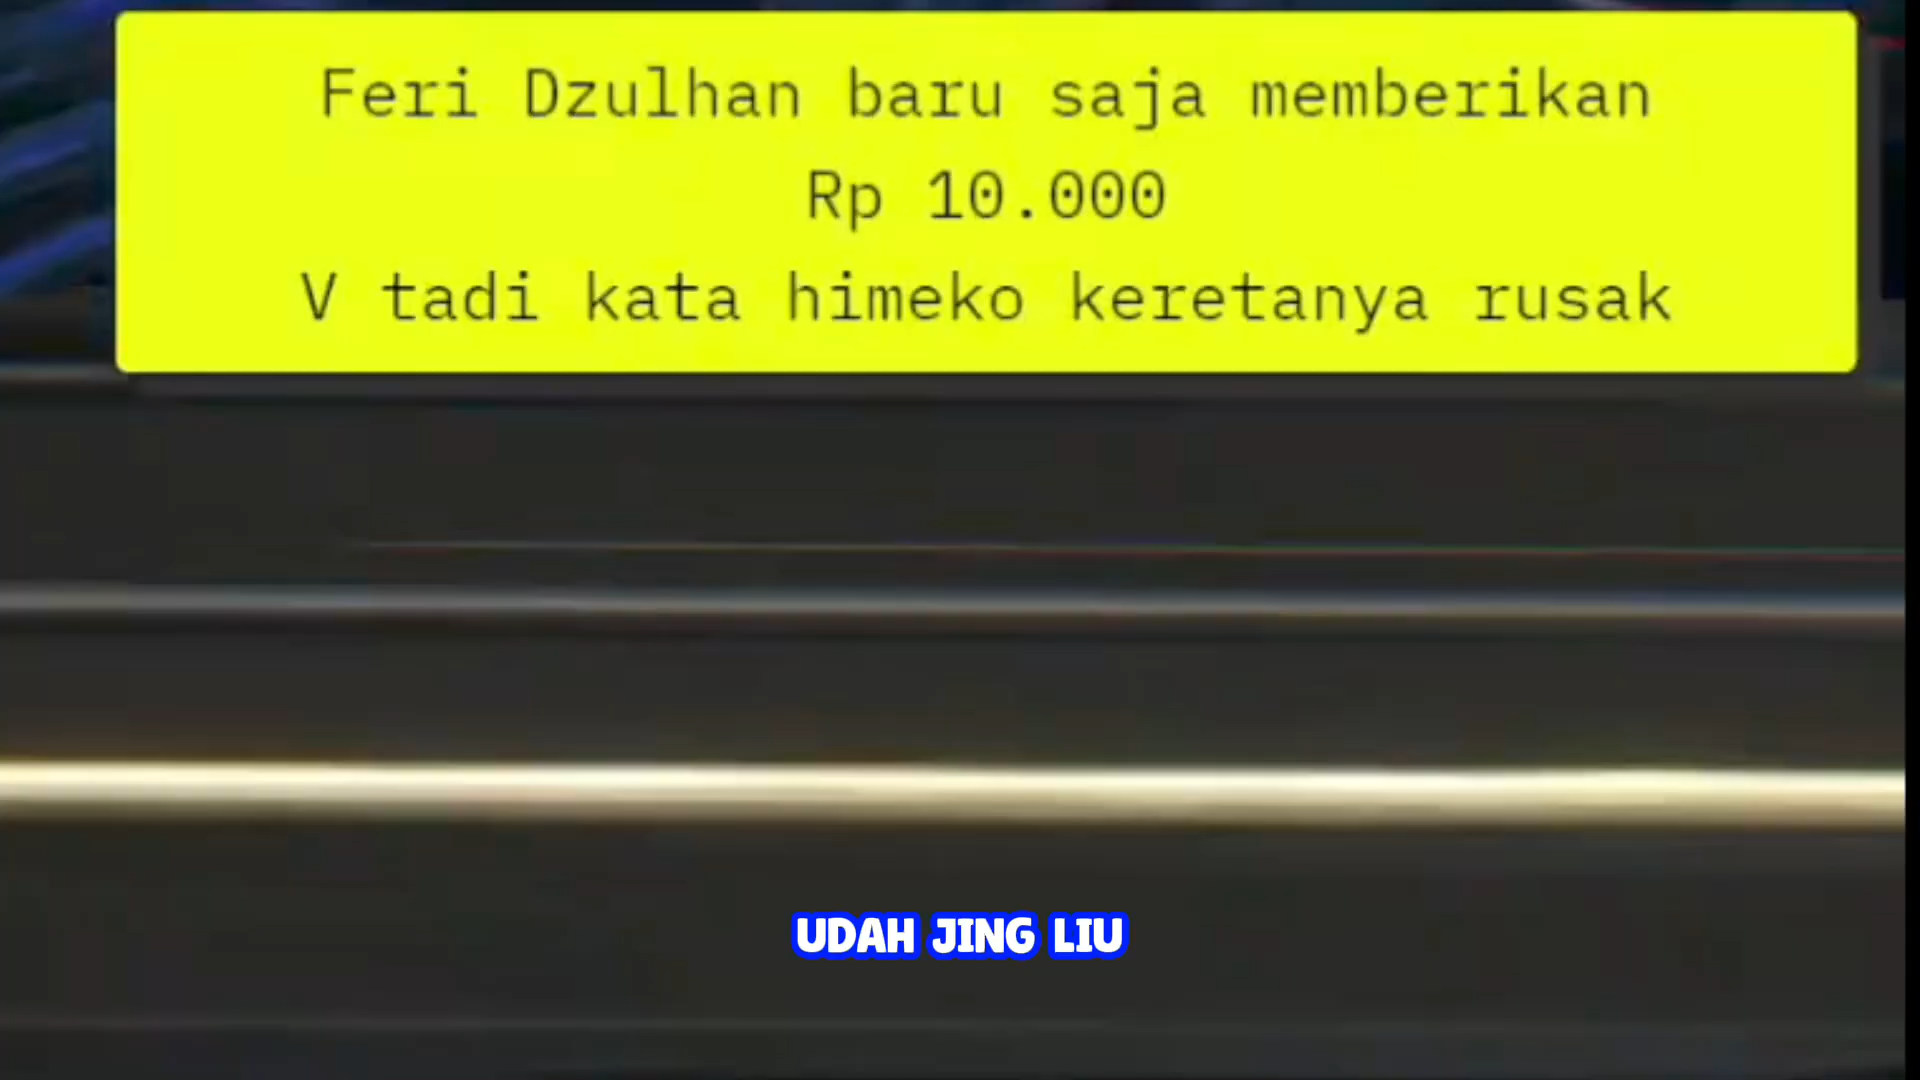 Feri Dzulhan baru saja memberikan
Rp 10.000
V tadi kata himeko keretanya rusak
UDAH JING LIU